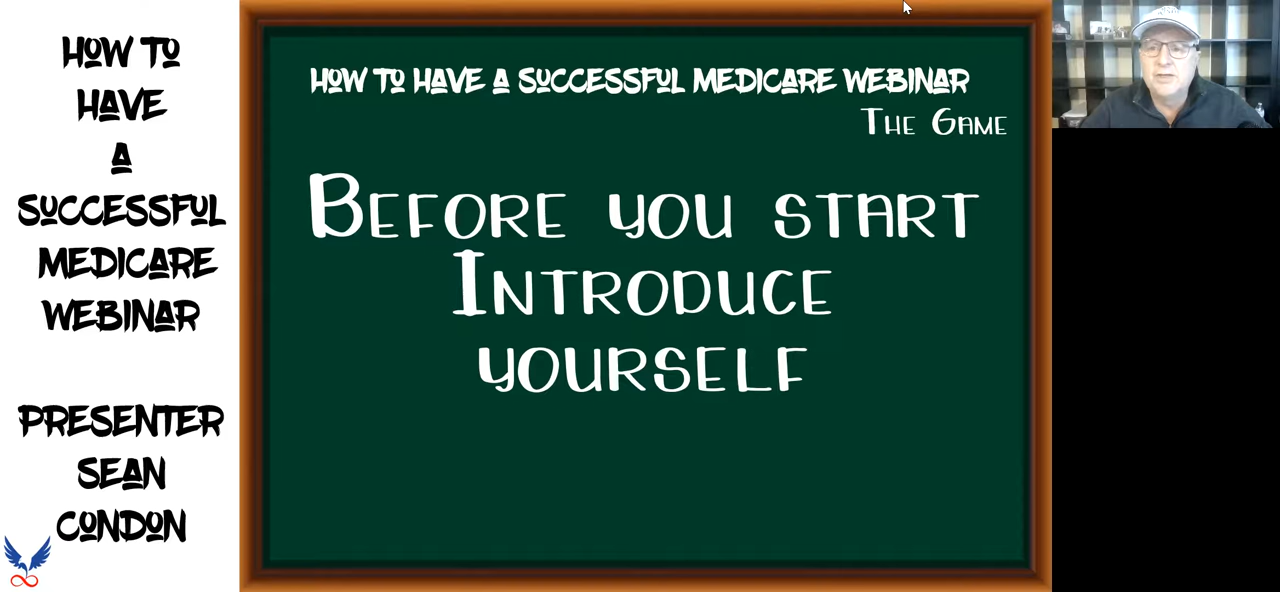 HOW TO
HAVE
A
SUCCESSFUL
MEDICARE
WEBINAR
PRESENTER
SEAN
CONDON
HOW TO HAVE A SUCCESSFUL MEDICARE WEBINAR
THE GAME
BEFORE YOU START
INTRODUCE
YOURSELF